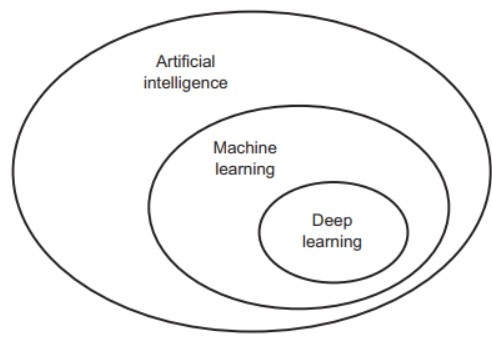 Artificial
intelligence
Machine
learning
Deep
learning